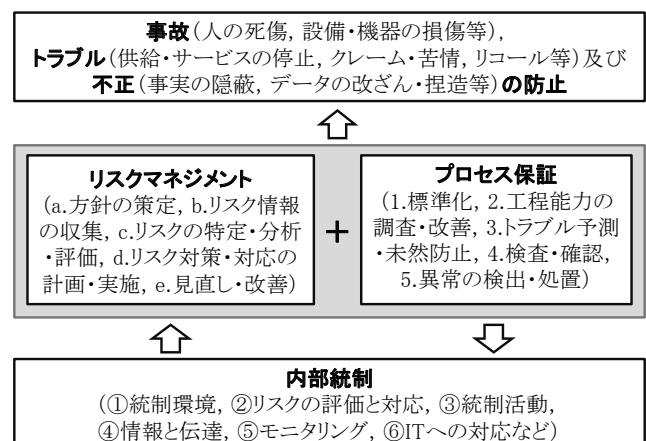 事故(人の死傷, 設備・機器の損傷等),
トラブル(供給・サービスの停止, クレーム・苦情, リコール等)及び
不正(事実の隠蔽, データの改ざん・捏造等)の防止
リスクマネジメント
(a.方針の策定, b.リスク情報
の収集, c.リスクの特定・分析
・評価, d.リスク対策・対応の
計画・実施, e.見直し・改善)
+
プロセス保証
(1.標準化, 2.工程能力の
調査・改善, 3.トラブル予測
・未然防止, 4.検査・確認,
5.異常の検出・処置)
内部統制
(①統制環境, ②リスクの評価と対応, ③統制活動,
④情報と伝達, ⑤モニタリング, ⑥ITへの対応など)